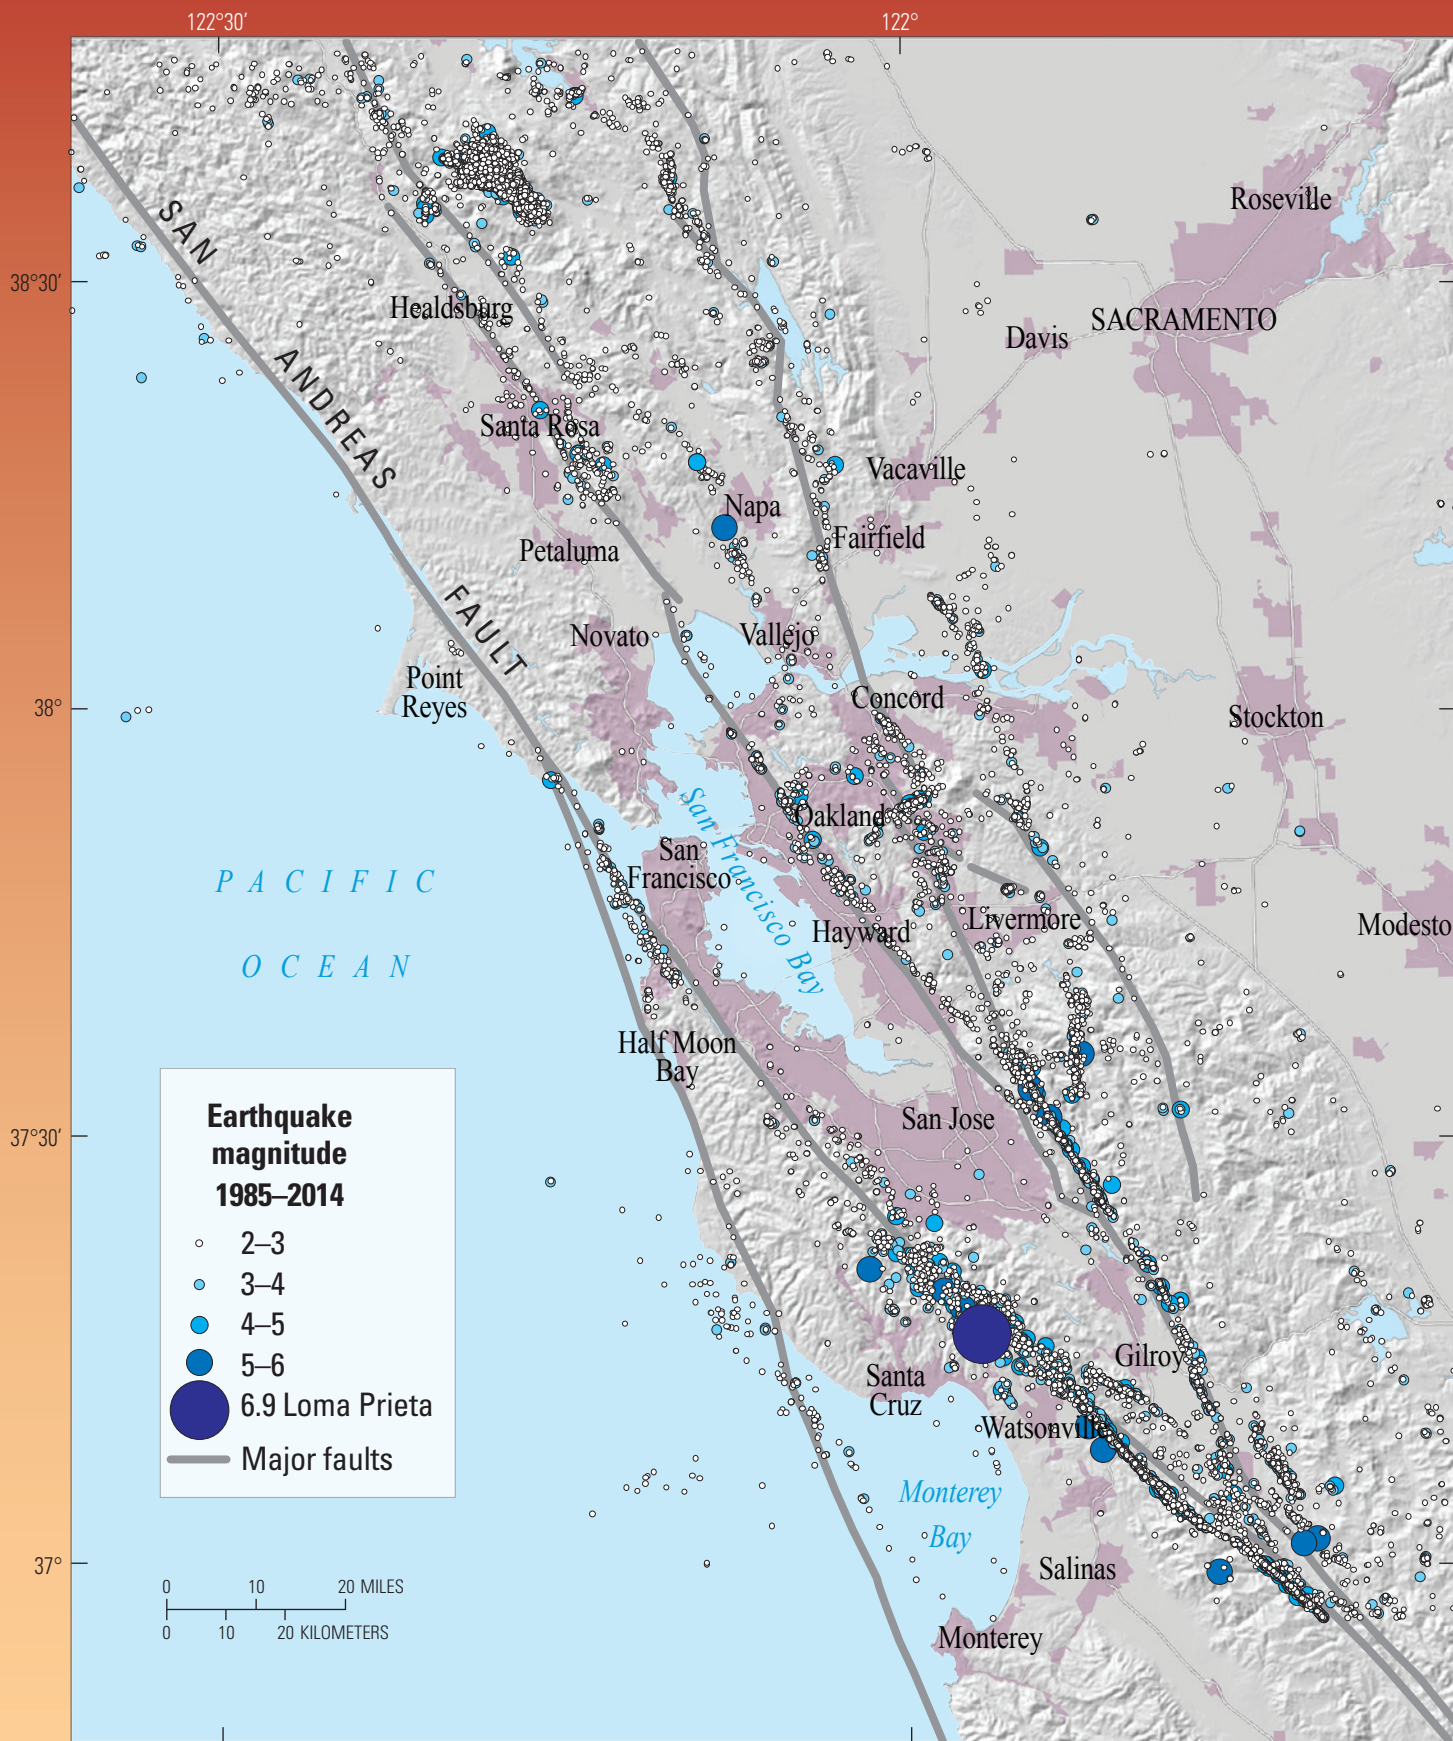 122°30′
122°
38°30′
38°
37°30′
37°
SAN
ANDREAS
FAULT
Roseville
SACRAMENTO
Davis
Healdsburg
Santa Rosa
Vacaville
Napa
Fairfield
Petaluma
Novato
Vallejo
Point
Reyes
Concord
Stockton
Oakland
San Francisco Bay
San
Francisco
Hayward
Livermore
Modesto
PACIFIC
OCEAN
Half Moon
Bay
San Jose
Gilroy
Santa
Cruz
Watsonville
Monterey
Bay
Salinas
Monterey
Earthquake
magnitude
1985–2014
2–3
3–4
4–5
5–6
6.9 Loma Prieta
Major faults
0 10 20 MILES
0 10 20 KILOMETERS